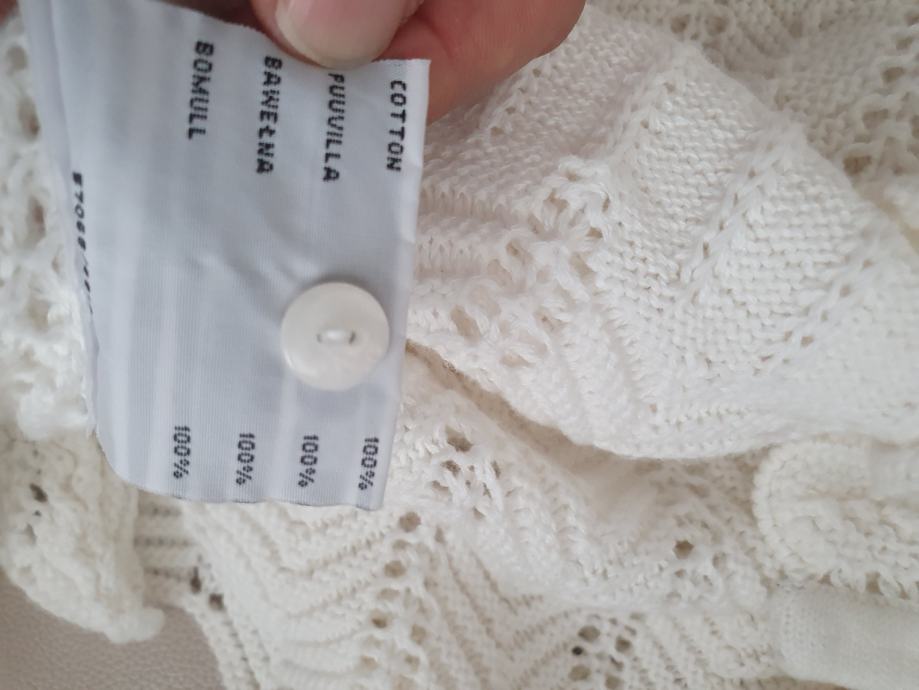 COTTON 100%
PUUVILLA 100%
BAWEŁNA 100%
BOMULL 100%